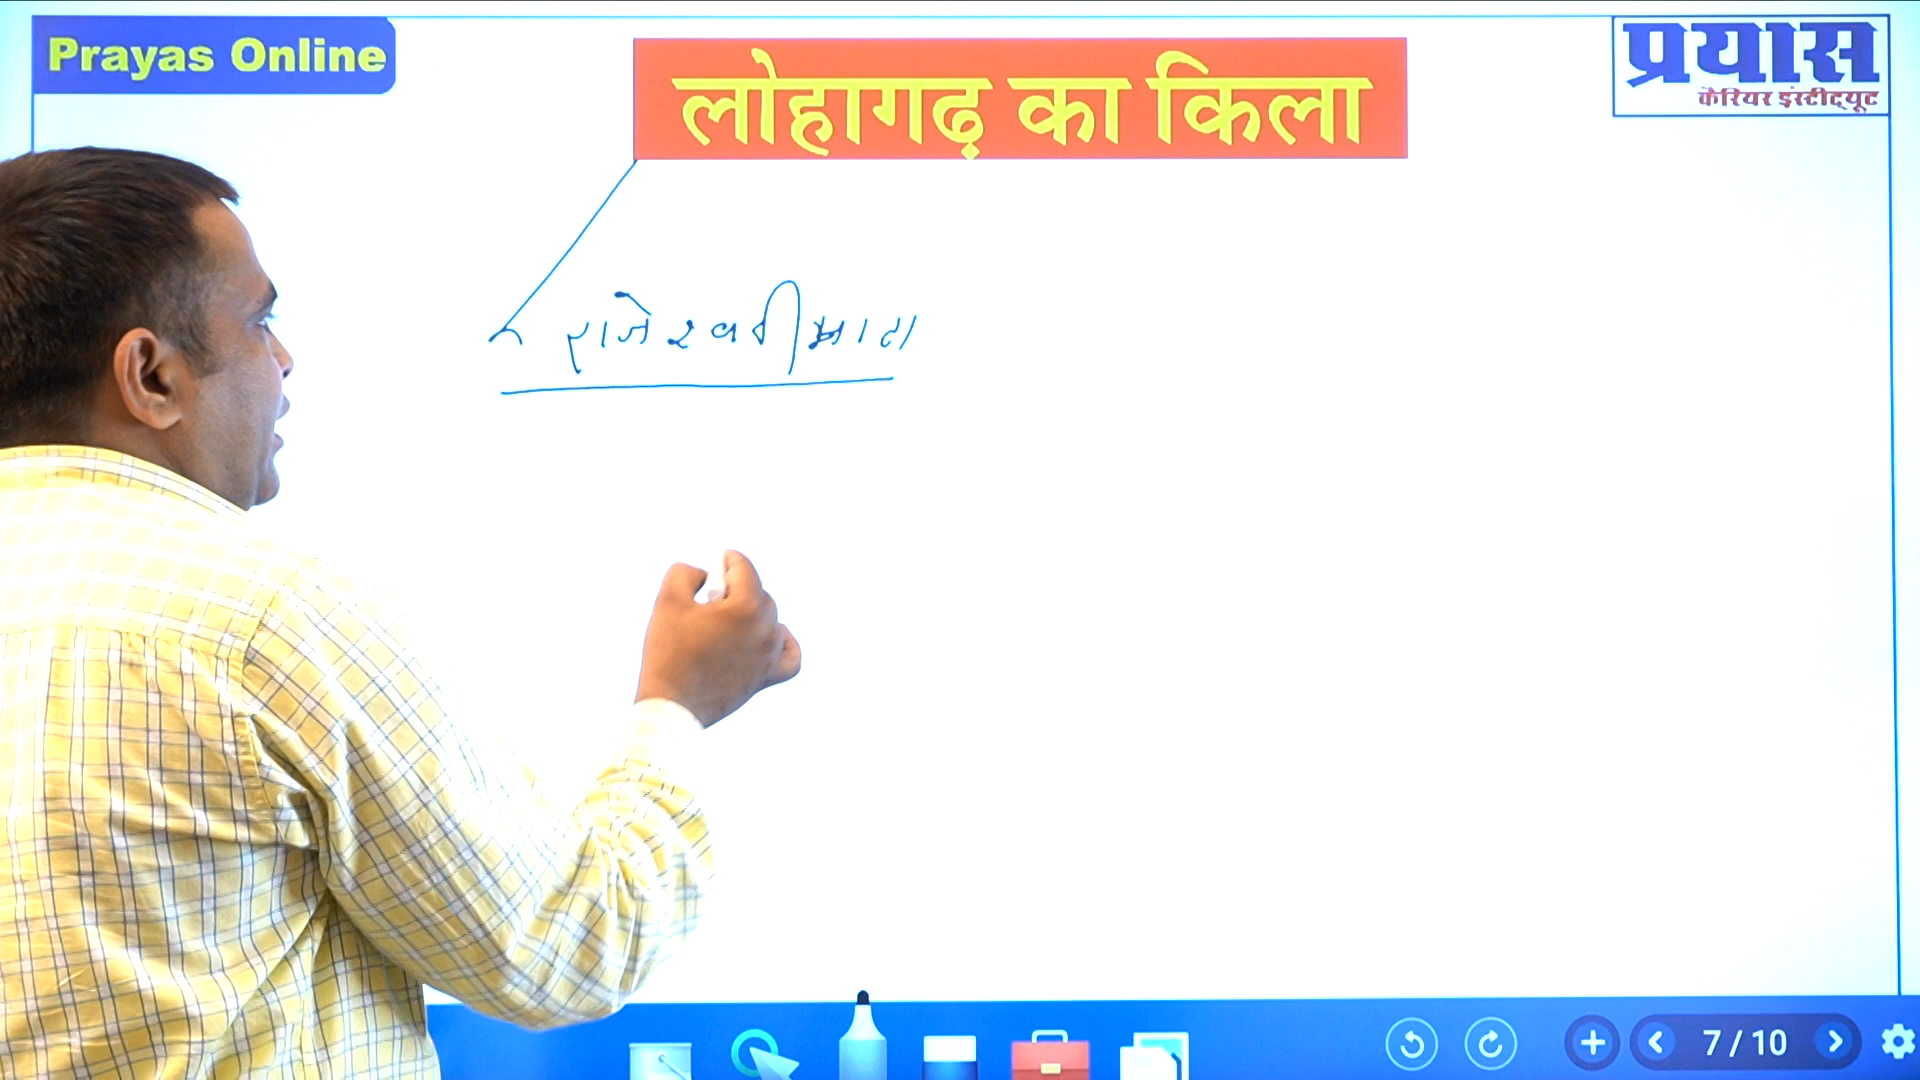 Prayas Online
लोहागढ़ का किला
प्रयास
कैरियर इंस्टीट्यूट
राजेश्वरी माता
7 / 10